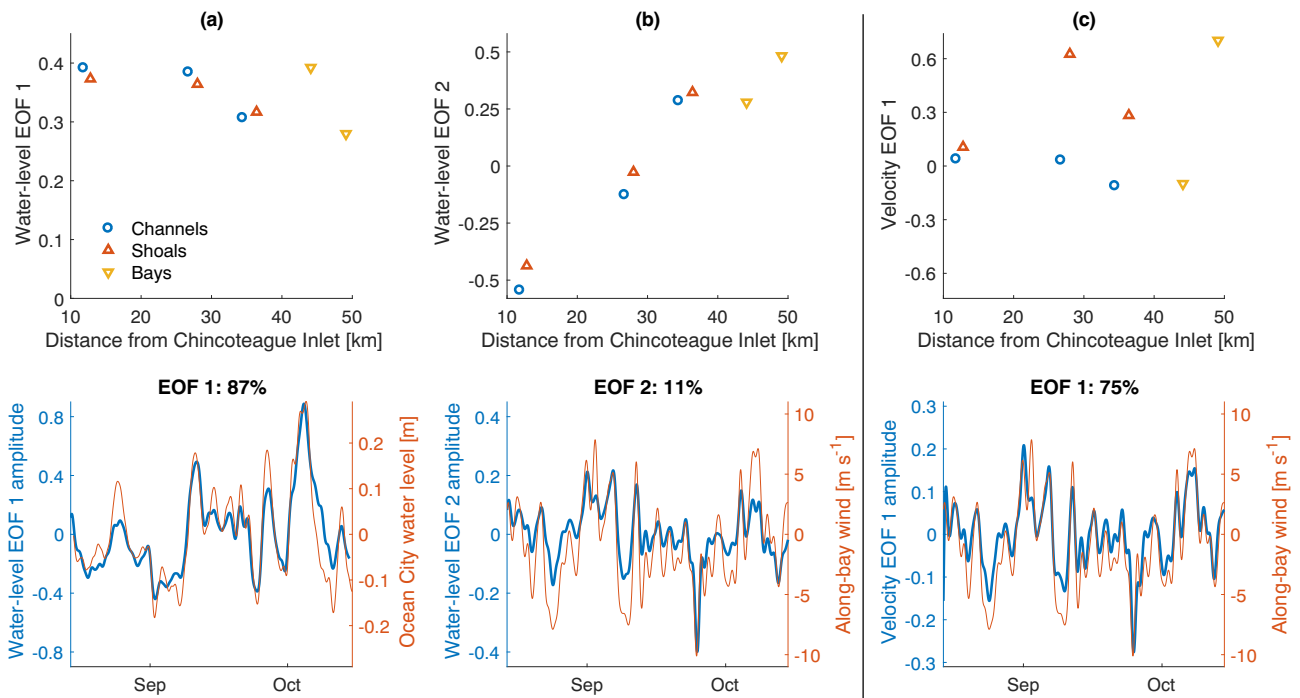 (a)
Water-level EOF 1
0.4
0.3
0.2
0.1
0
Channels
Shoals
Bays
10 20 30 40 50
Distance from Chincoteague Inlet [km]
(b)
Water-level EOF 2
0.5
0.25
0
-0.25
-0.5
10 20 30 40 50
Distance from Chincoteague Inlet [km]
(c)
Velocity EOF 1
0.6
0.3
0
-0.3
-0.6
10 20 30 40 50
Distance from Chincoteague Inlet [km]
EOF 1: 87%
Water-level EOF 1 amplitude
0.8
0.4
0
-0.4
-0.8
Ocean City water level [m]
0.2
0.1
0
-0.1
-0.2
Sep Oct
EOF 2: 11%
Water-level EOF 2 amplitude
0.4
0.2
0
-0.2
-0.4
Along-bay wind [m s⁻¹]
10
5
0
-5
-10
Sep Oct
EOF 1: 75%
Velocity EOF 1 amplitude
0.3
0.2
0.1
0
-0.1
-0.2
-0.3
Along-bay wind [m s⁻¹]
10
5
0
-5
-10
Sep Oct